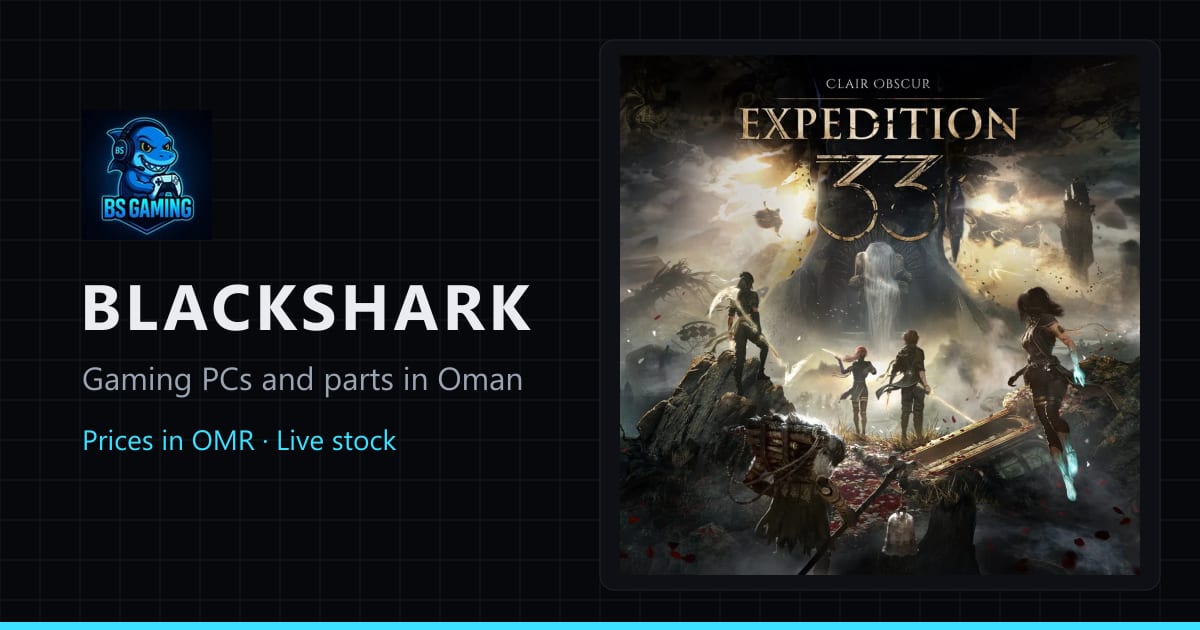 BS
BS GAMING
BLACKSHARK
Gaming PCs and parts in Oman
Prices in OMR · Live stock
CLAIR OBSCUR
EXPEDITION
33